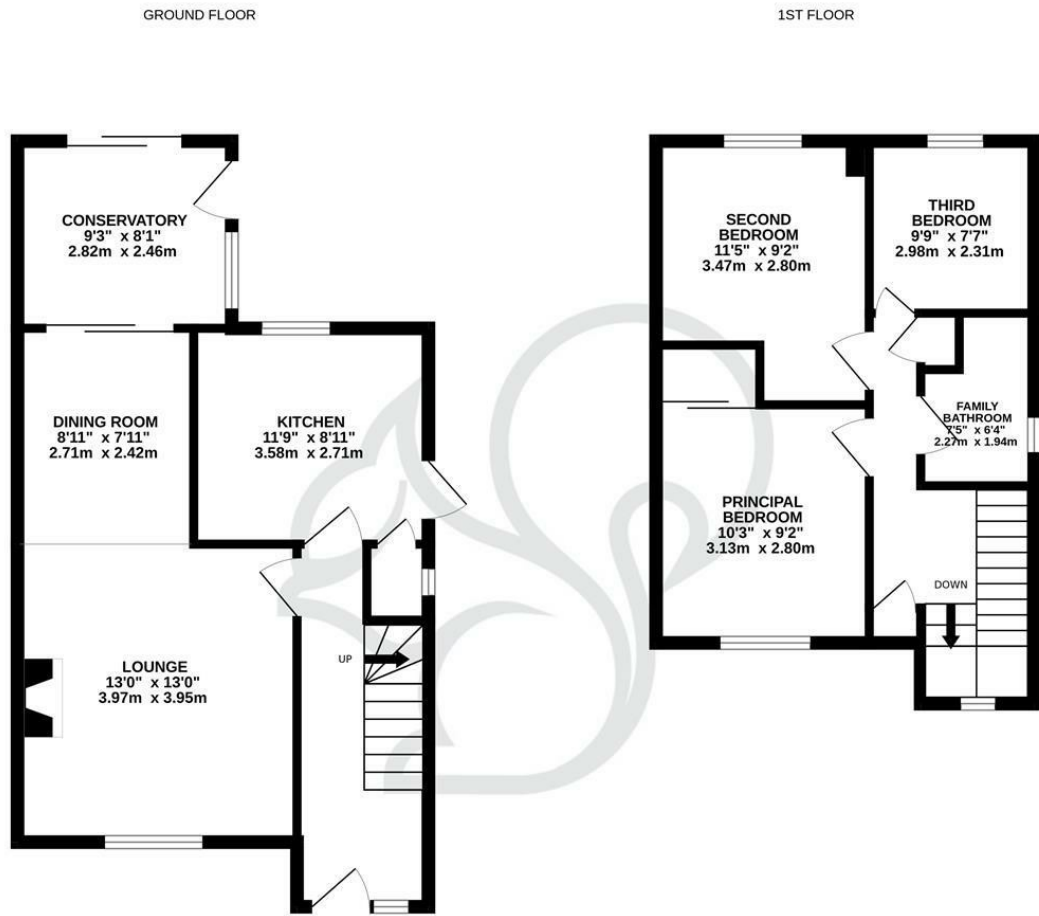 GROUND FLOOR
1ST FLOOR
CONSERVATORY
9'3" x 8'1"
2.82m x 2.46m
DINING ROOM
8'11" x 7'11"
2.71m x 2.42m
KITCHEN
11'9" x 8'11"
3.58m x 2.71m
LOUNGE
13'0" x 13'0"
3.97m x 3.95m
UP
SECOND
BEDROOM
11'5" x 9'2"
3.47m x 2.80m
THIRD
BEDROOM
9'9" x 7'7"
2.98m x 2.31m
FAMILY
BATHROOM
7'5" x 6'4"
2.27m x 1.94m
PRINCIPAL
BEDROOM
10'3" x 9'2"
3.13m x 2.80m
DOWN